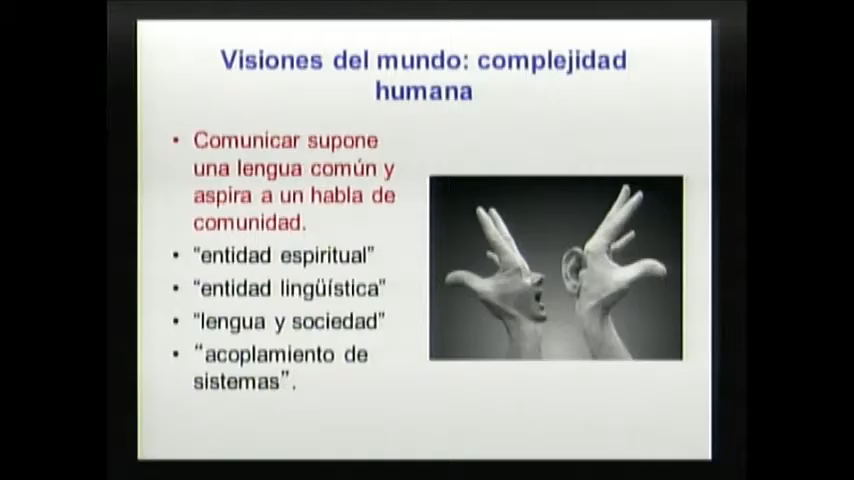 Visiones del mundo: complejidad
humana
• Comunicar supone
una lengua común y
aspira a un habla de
comunidad.
• “entidad espiritual”
• “entidad lingüística”
• “lengua y sociedad”
• “acoplamiento de
sistemas”.